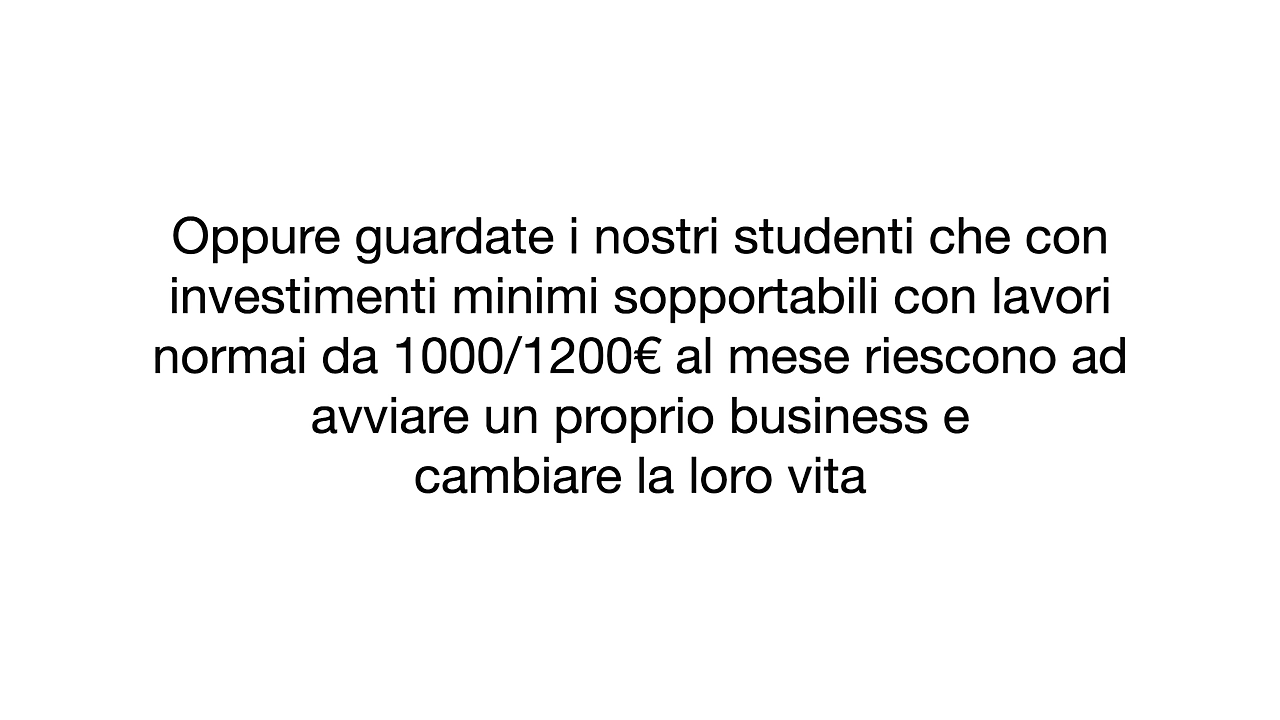 Oppure guardate i nostri studenti che con
investimenti minimi sopportabili con lavori
normai da 1000/1200€ al mese riescono ad
avviare un proprio business e
cambiare la loro vita